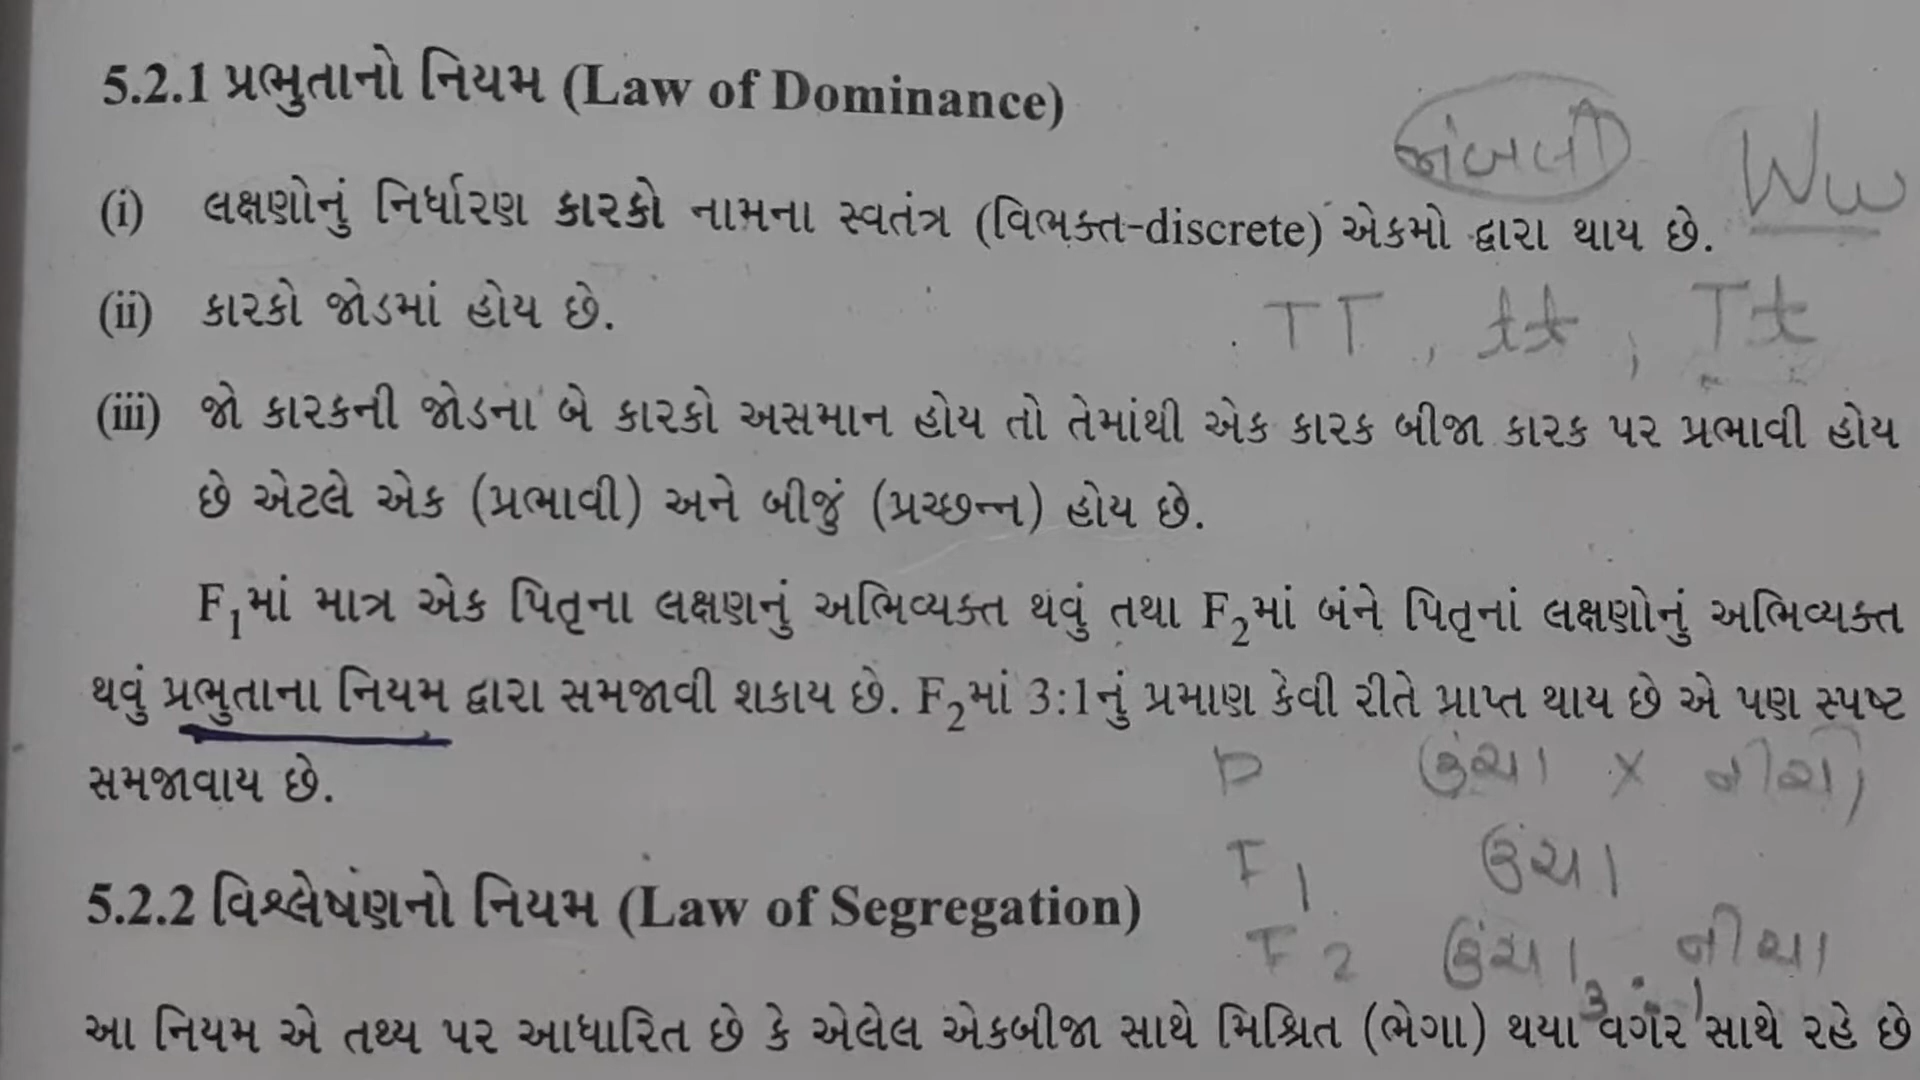 5.2.1 પ્રભુતાનો નિયમ (Law of Dominance)
જાંબલી
Ww
(i) લક્ષણોનું નિર્ધારણ કારકો નામના સ્વતંત્ર (વિભક્ત-discrete) એકમો દ્વારા થાય છે.
(ii) કારકો જોડમાં હોય છે.
TT, tt, Tt
(iii) જો કારકની જોડના બે કારકો અસમાન હોય તો તેમાંથી એક કારક બીજા કારક પર પ્રભાવી હોય
છે એટલે એક (પ્રભાવી) અને બીજું (પ્રચ્છન્ન) હોય છે.
F₁માં માત્ર એક પિતૃના લક્ષણનું અભિવ્યક્ત થવું તથા F₂માં બંને પિતૃનાં લક્ષણોનું અભિવ્યક્ત
થવું પ્રભુતાના નિયમ દ્વારા સમજાવી શકાય છે. F₂માં 3:1નું પ્રમાણ કેવી રીતે પ્રાપ્ત થાય છે એ પણ સ્પષ્ટ
સમજાવાય છે.
P ઉંચા × નીચા
F1 ઉંચા
5.2.2 વિશ્લેષણનો નિયમ (Law of Segregation)
F2 ઉંચા નીચા
3 : 1
આ નિયમ એ તથ્ય પર આધારિત છે કે એલેલ એકબીજા સાથે મિશ્રિત (ભેગા) થયા વગર સાથે રહે છે